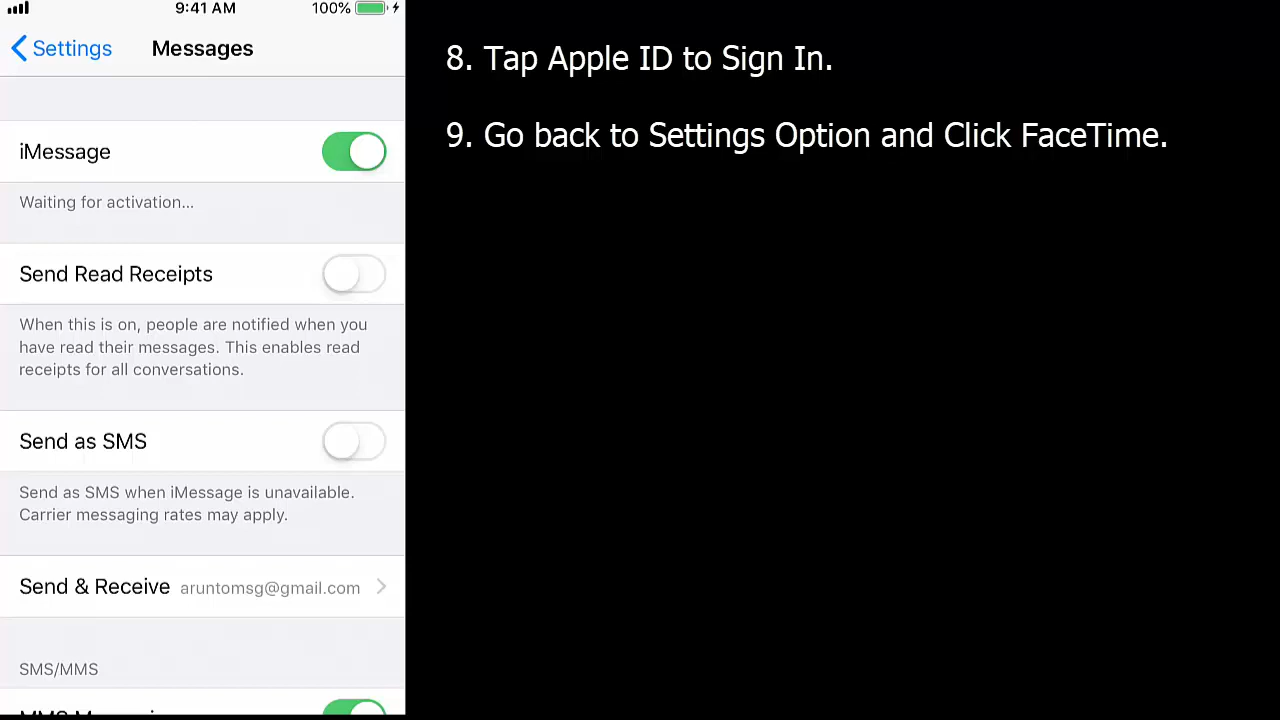 9:41 AM 100%
Settings Messages
iMessage
Waiting for activation...
Send Read Receipts
When this is on, people are notified when you
have read their messages. This enables read
receipts for all conversations.
Send as SMS
Send as SMS when iMessage is unavailable.
Carrier messaging rates may apply.
Send & Receive aruntomsg@gmail.com
SMS/MMS
8. Tap Apple ID to Sign In.
9. Go back to Settings Option and Click FaceTime.